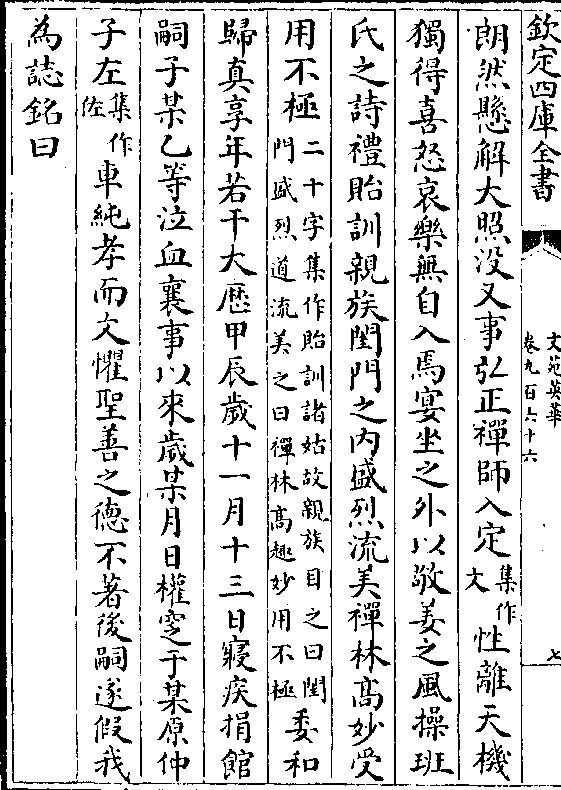 欽定四庫全書
文苑英華
卷九百六十六
七
朗然懸解大照没又事弘正禪師入定集作文性離天機
獨得喜怒哀樂無自入焉宴坐之外以敬姜之風操班
氏之詩禮貽訓親族閨門之内盛烈流美禪林髙妙受
用不極二十字集作貽訓諸姑故親族目之曰閨門盛烈道流美之曰禪林髙趣妙用不極委和
歸真享年若干大歴甲辰歲十一月十三日寢疾捐館
嗣子某乙等泣血襄事以來歲某月日權窆于某原仲
子左集作佐車純孝而文懼聖善之德不著後嗣遂假我
為誌銘曰